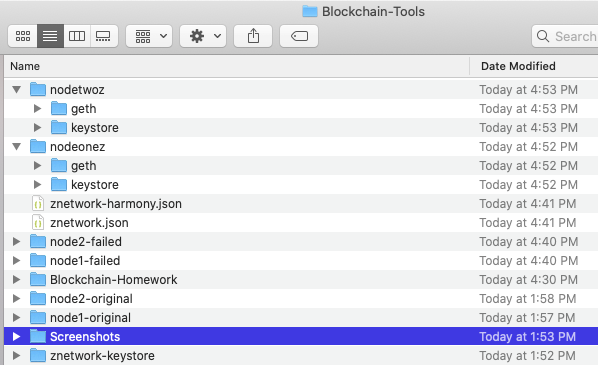 Blockchain-Tools
Search
Name Date Modified
nodetwoz Today at 4:53 PM
geth Today at 4:53 PM
keystore Today at 4:53 PM
nodeonez Today at 4:52 PM
geth Today at 4:52 PM
keystore Today at 4:52 PM
znetwork-harmony.json Today at 4:41 PM
znetwork.json Today at 4:41 PM
node2-failed Today at 4:40 PM
node1-failed Today at 4:40 PM
Blockchain-Homework Today at 4:30 PM
node2-original Today at 1:58 PM
node1-original Today at 1:57 PM
Screenshots Today at 1:53 PM
znetwork-keystore Today at 1:52 PM